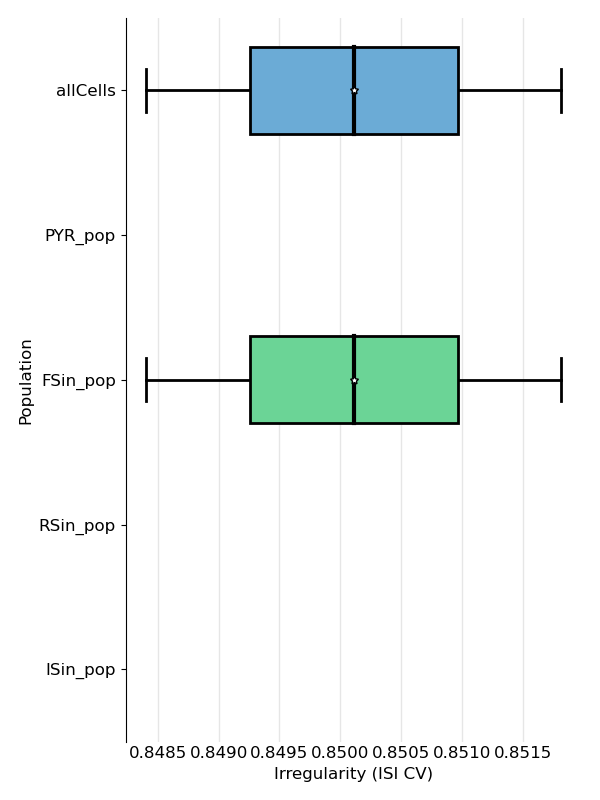 allCells
PYR_pop
FSin_pop
RSin_pop
ISin_pop
Population
0.8485 0.8490 0.8495 0.8500 0.8505 0.8510 0.8515
Irregularity (ISI CV)